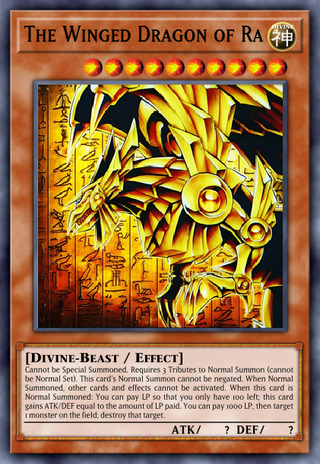 The Winged Dragon of Ra
DIVINE
神
[Divine-Beast / Effect]
Cannot be Special Summoned. Requires 3 Tributes to Normal Summon (cannot
be Normal Set). This card's Normal Summon cannot be negated. When Normal
Summoned, other cards and effects cannot be activated. When this card is
Normal Summoned: You can pay LP so that you only have 100 left; this card
gains ATK/DEF equal to the amount of LP paid. You can pay 1000 LP, then target
1 monster on the field; destroy that target.
ATK/ ? DEF/ ?